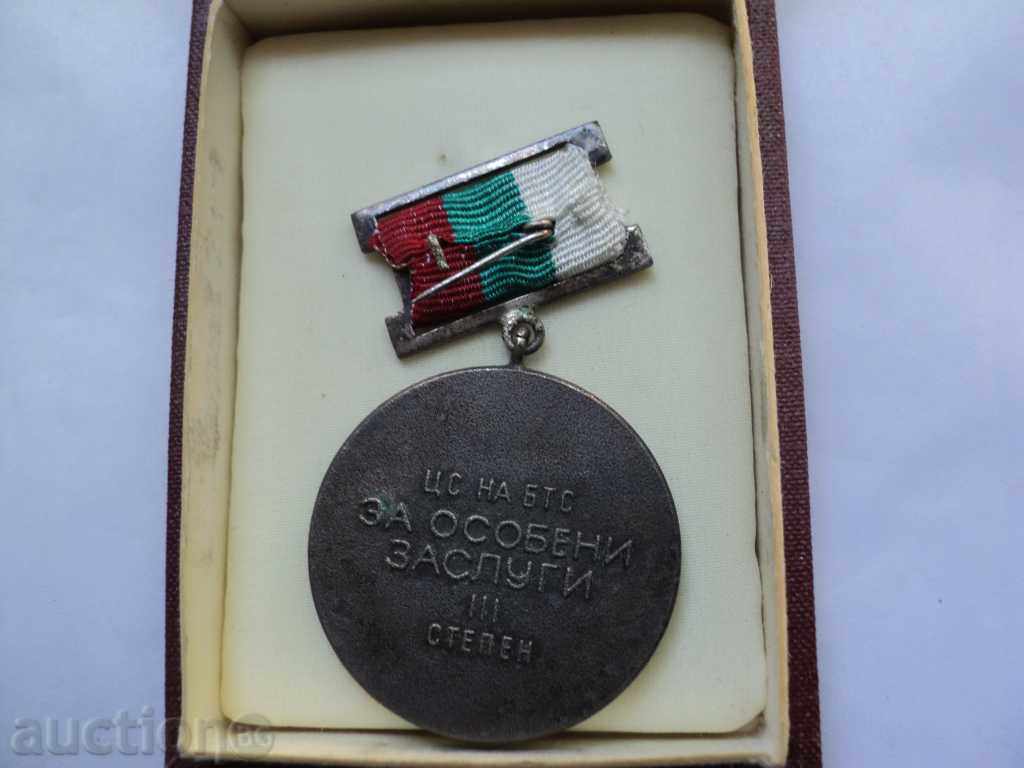 ЦС НА БТС
ЗА ОСОБЕНИ
ЗАСЛУГИ
III
СТЕПЕН
auction BG